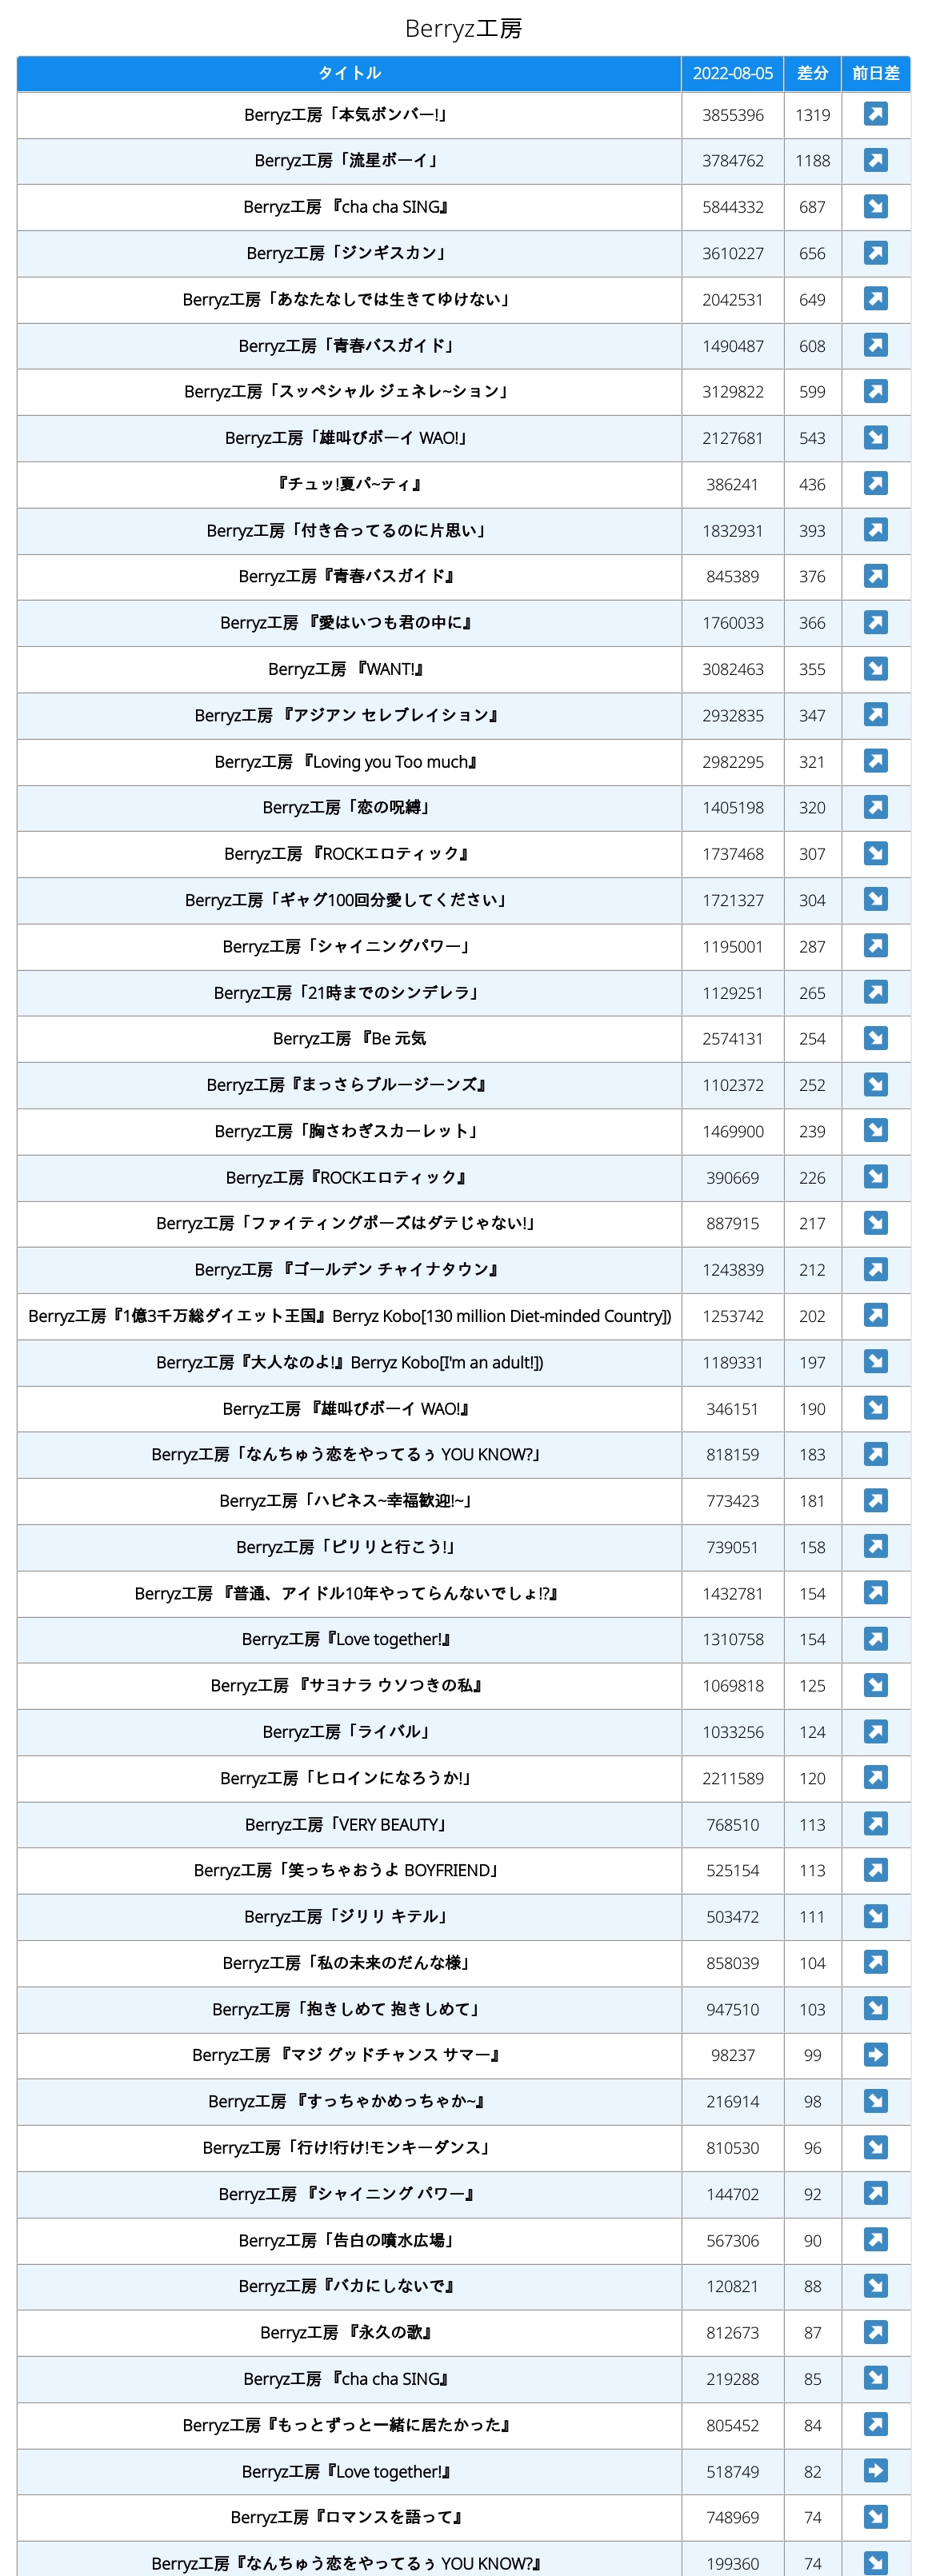 Berryz工房
タイトル 2022-08-05 差分 前日差
Berryz工房「本気ボンバー!」 3855396 1319
Berryz工房「流星ボーイ」 3784762 1188
Berryz工房 『cha cha SING』 5844332 687
Berryz工房「ジンギスカン」 3610227 656
Berryz工房「あなたなしでは生きてゆけない」 2042531 649
Berryz工房「青春バスガイド」 1490487 608
Berryz工房「スッペシャル ジェネレ~ション」 3129822 599
Berryz工房「雄叫びボーイ WAO!」 2127681 543
『チュッ!夏パ~ティ』 386241 436
Berryz工房「付き合ってるのに片思い」 1832931 393
Berryz工房『青春バスガイド』 845389 376
Berryz工房 『愛はいつも君の中に』 1760033 366
Berryz工房 『WANT!』 3082463 355
Berryz工房 『アジアン セレブレイション』 2932835 347
Berryz工房 『Loving you Too much』 2982295 321
Berryz工房「恋の呪縛」 1405198 320
Berryz工房 『ROCKエロティック』 1737468 307
Berryz工房「ギャグ100回分愛してください」 1721327 304
Berryz工房「シャイニングパワー」 1195001 287
Berryz工房「21時までのシンデレラ」 1129251 265
Berryz工房 『Be 元気 2574131 254
Berryz工房『まっさらブルージーンズ』 1102372 252
Berryz工房「胸さわぎスカーレット」 1469900 239
Berryz工房『ROCKエロティック』 390669 226
Berryz工房「ファイティングポーズはダテじゃない!」 887915 217
Berryz工房 『ゴールデン チャイナタウン』 1243839 212
Berryz工房『1億3千万総ダイエット王国』Berryz Kobo[130 million Diet-minded Country]) 1253742 202
Berryz工房『大人なのよ!』Berryz Kobo[I'm an adult!]) 1189331 197
Berryz工房 『雄叫びボーイ WAO!』 346151 190
Berryz工房「なんちゅう恋をやってるぅ YOU KNOW?」 818159 183
Berryz工房「ハピネス~幸福歓迎!~」 773423 181
Berryz工房「ピリリと行こう!」 739051 158
Berryz工房 『普通、アイドル10年やってらんないでしょ!?』 1432781 154
Berryz工房『Love together!』 1310758 154
Berryz工房 『サヨナラ ウソつきの私』 1069818 125
Berryz工房「ライバル」 1033256 124
Berryz工房「ヒロインになろうか!」 2211589 120
Berryz工房「VERY BEAUTY」 768510 113
Berryz工房「笑っちゃおうよ BOYFRIEND」 525154 113
Berryz工房「ジリリ キテル」 503472 111
Berryz工房「私の未来のだんな様」 858039 104
Berryz工房「抱きしめて 抱きしめて」 947510 103
Berryz工房 『マジ グッドチャンス サマー』 98237 99
Berryz工房 『すっちゃかめっちゃか~』 216914 98
Berryz工房「行け!行け!モンキーダンス」 810530 96
Berryz工房 『シャイニング パワー』 144702 92
Berryz工房「告白の噴水広場」 567306 90
Berryz工房『バカにしないで』 120821 88
Berryz工房 『永久の歌』 812673 87
Berryz工房 『cha cha SING』 219288 85
Berryz工房『もっとずっと一緒に居たかった』 805452 84
Berryz工房『Love together!』 518749 82
Berryz工房『ロマンスを語って』 748969 74
Berryz工房『なんちゅう恋をやってるぅ YOU KNOW?』 199360 74